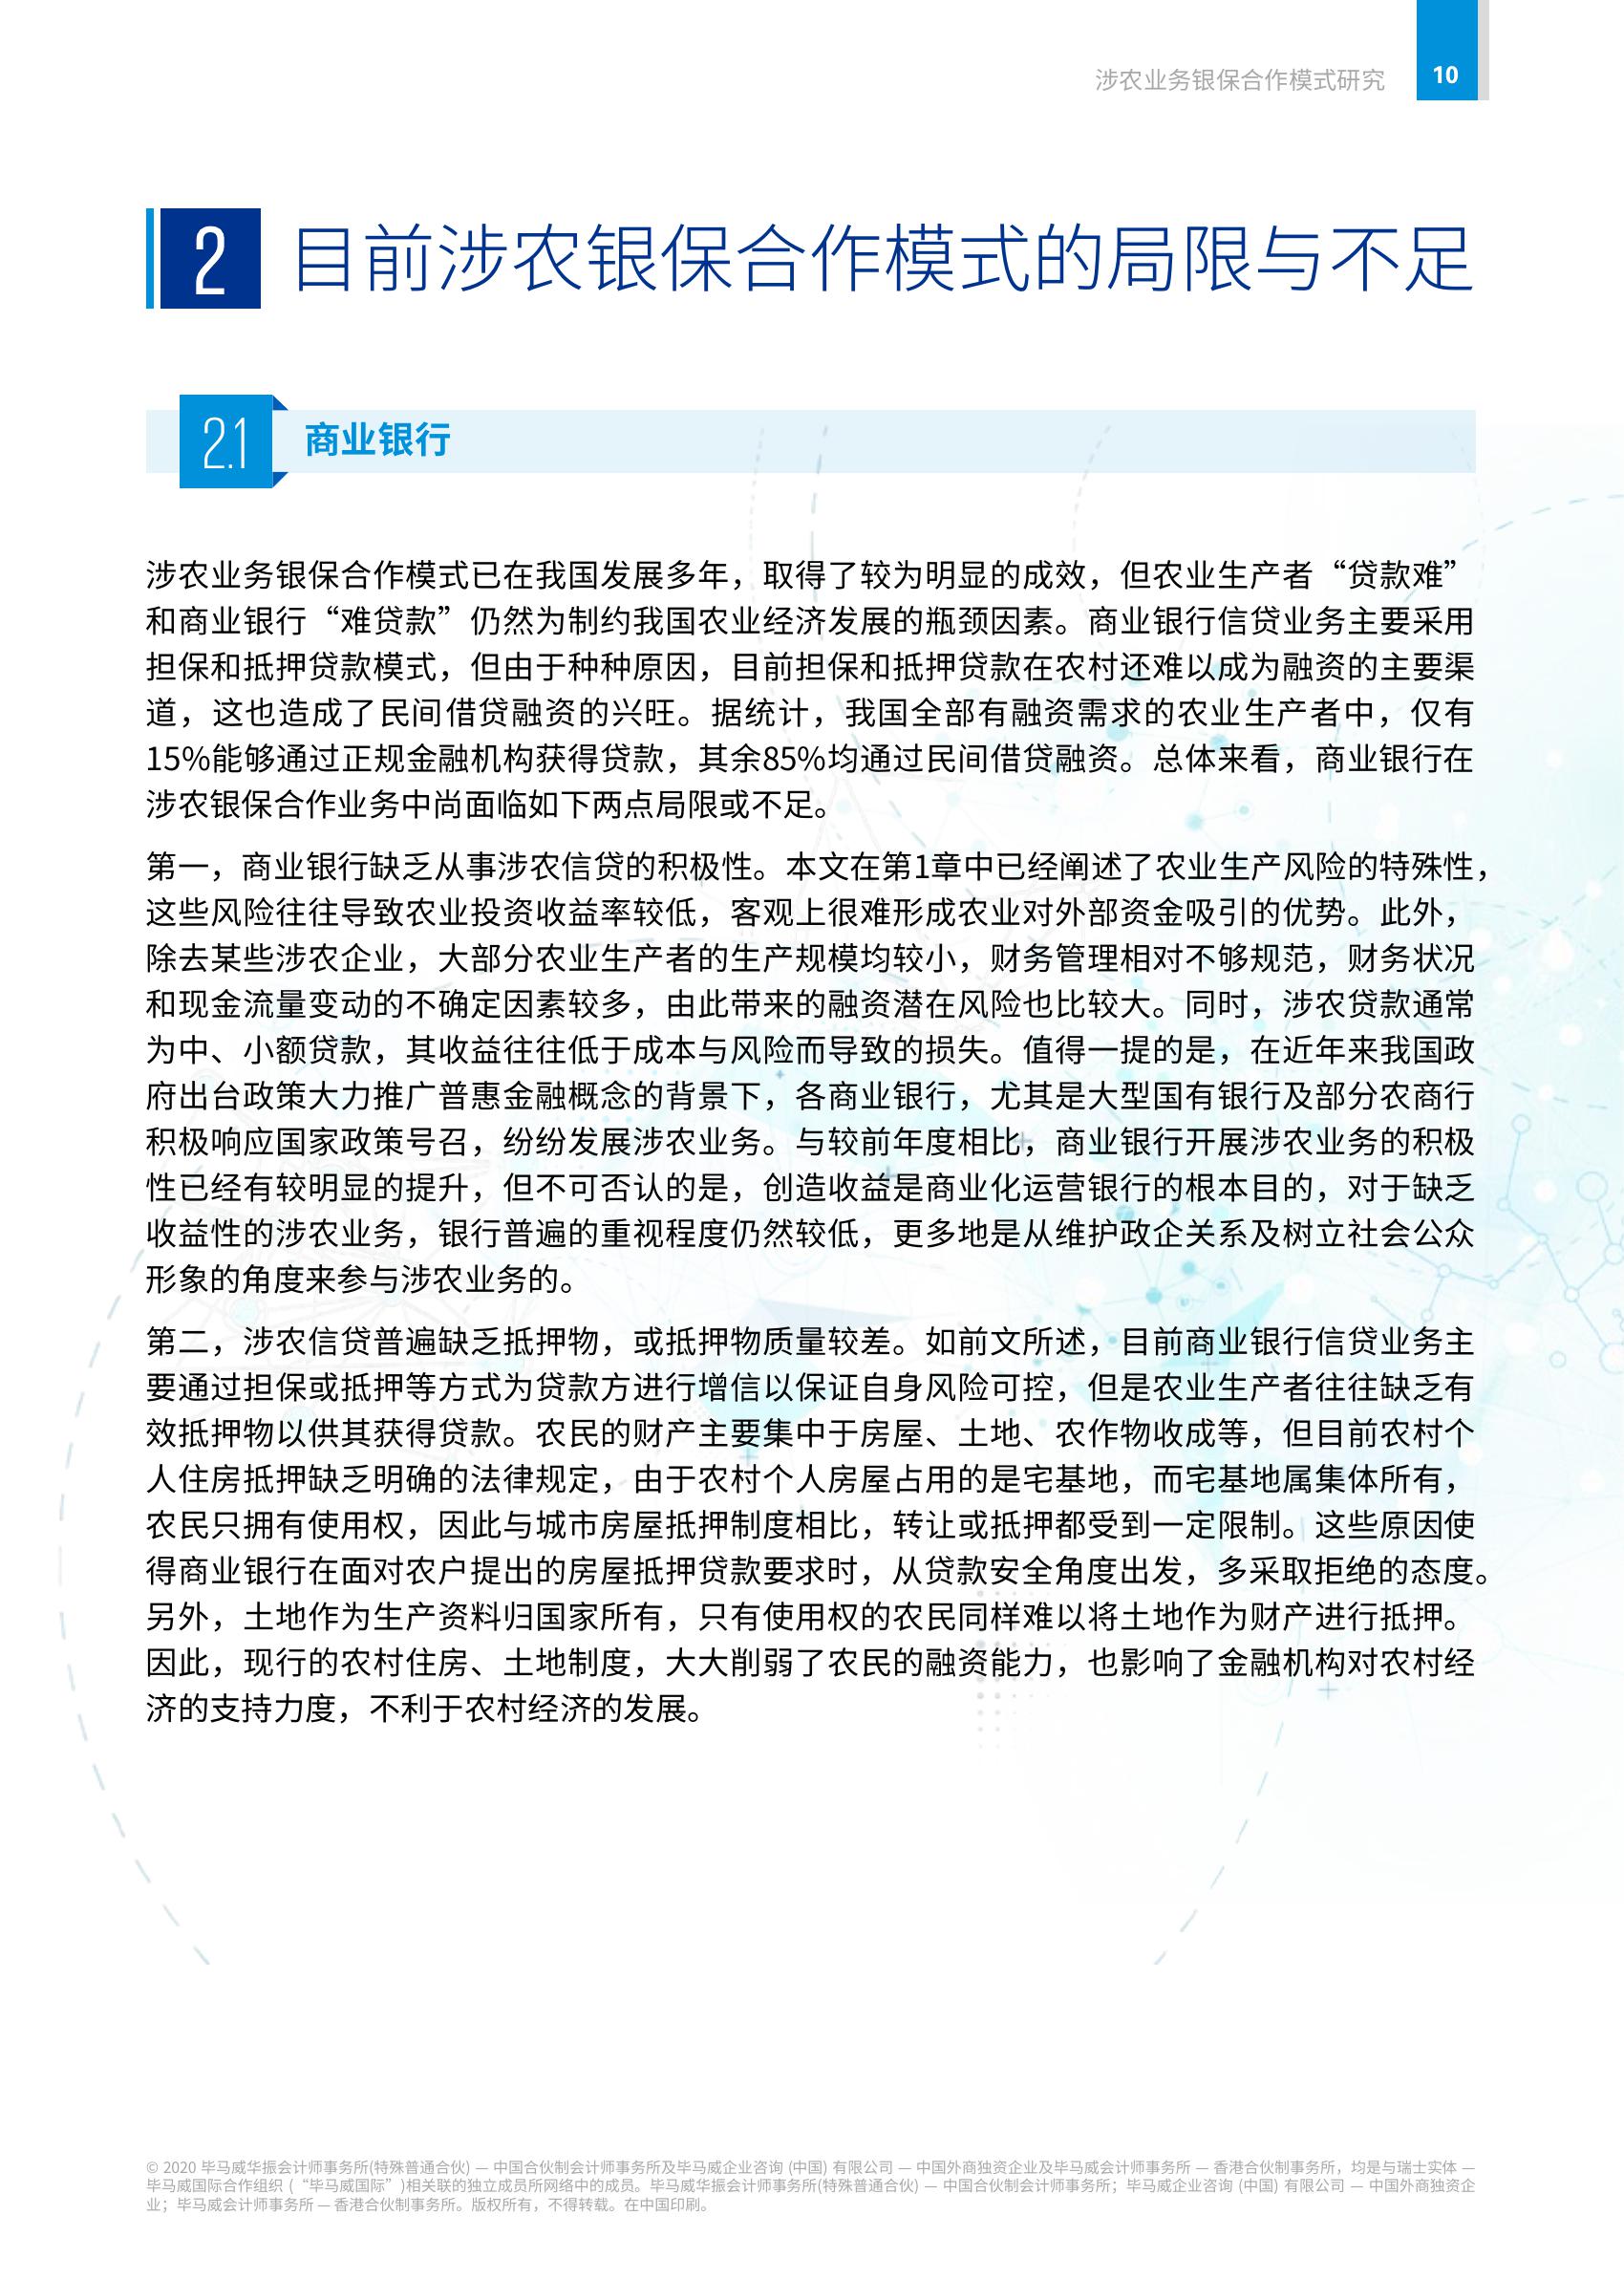 涉农业务银保合作模式研究
10
2
目前涉农银保合作模式的局限与不足
2.1
商业银行
涉农业务银保合作模式已在我国发展多年，取得了较为明显的成效，但农业生产者“贷款难”
和商业银行“难贷款”仍然为制约我国农业经济发展的瓶颈因素。商业银行信贷业务主要采用
担保和抵押贷款模式，但由于种种原因，目前担保和抵押贷款在农村还难以成为融资的主要渠
道，这也造成了民间借贷融资的兴旺。据统计，我国全部有融资需求的农业生产者中，仅有
15%能够通过正规金融机构获得贷款，其余85%均通过民间借贷融资。总体来看，商业银行在
涉农银保合作业务中尚面临如下两点局限或不足。
第一，商业银行缺乏从事涉农信贷的积极性。本文在第1章中已经阐述了农业生产风险的特殊性，
这些风险往往导致农业投资收益率较低，客观上很难形成农业对外部资金吸引的优势。此外，
除去某些涉农企业，大部分农业生产者的生产规模均较小，财务管理相对不够规范，财务状况
和现金流量变动的不确定因素较多，由此带来的融资潜在风险也比较大。同时，涉农贷款通常
为中、小额贷款，其收益往往低于成本与风险而导致的损失。值得一提的是，在近年来我国政
府出台政策大力推广普惠金融概念的背景下，各商业银行，尤其是大型国有银行及部分农商行
积极响应国家政策号召，纷纷发展涉农业务。与较前年度相比，商业银行开展涉农业务的积极
性已经有较明显的提升，但不可否认的是，创造收益是商业化运营银行的根本目的，对于缺乏
收益性的涉农业务，银行普遍的重视程度仍然较低，更多地是从维护政企关系及树立社会公众
形象的角度来参与涉农业务的。
第二，涉农信贷普遍缺乏抵押物，或抵押物质量较差。如前文所述，目前商业银行信贷业务主
要通过担保或抵押等方式为贷款方进行增信以保证自身风险可控，但是农业生产者往往缺乏有
效抵押物以供其获得贷款。农民的财产主要集中于房屋、土地、农作物收成等，但目前农村个
人住房抵押缺乏明确的法律规定，由于农村个人房屋占用的是宅基地，而宅基地属集体所有，
农民只拥有使用权，因此与城市房屋抵押制度相比，转让或抵押都受到一定限制。这些原因使
得商业银行在面对农户提出的房屋抵押贷款要求时，从贷款安全角度出发，多采取拒绝的态度。
另外，土地作为生产资料归国家所有，只有使用权的农民同样难以将土地作为财产进行抵押。
因此，现行的农村住房、土地制度，大大削弱了农民的融资能力，也影响了金融机构对农村经
济的支持力度，不利于农村经济的发展。
© 2020 毕马威华振会计师事务所(特殊普通合伙) — 中国合伙制会计师事务所及毕马威企业咨询 (中国) 有限公司 — 中国外商独资企业及毕马威会计师事务所 — 香港合伙制事务所，均是与瑞士实体 —
毕马威国际合作组织 (“毕马威国际”)相关联的独立成员所网络中的成员。毕马威华振会计师事务所(特殊普通合伙) — 中国合伙制会计师事务所；毕马威企业咨询 (中国) 有限公司 — 中国外商独资企
业；毕马威会计师事务所 — 香港合伙制事务所。版权所有，不得转载。在中国印刷。